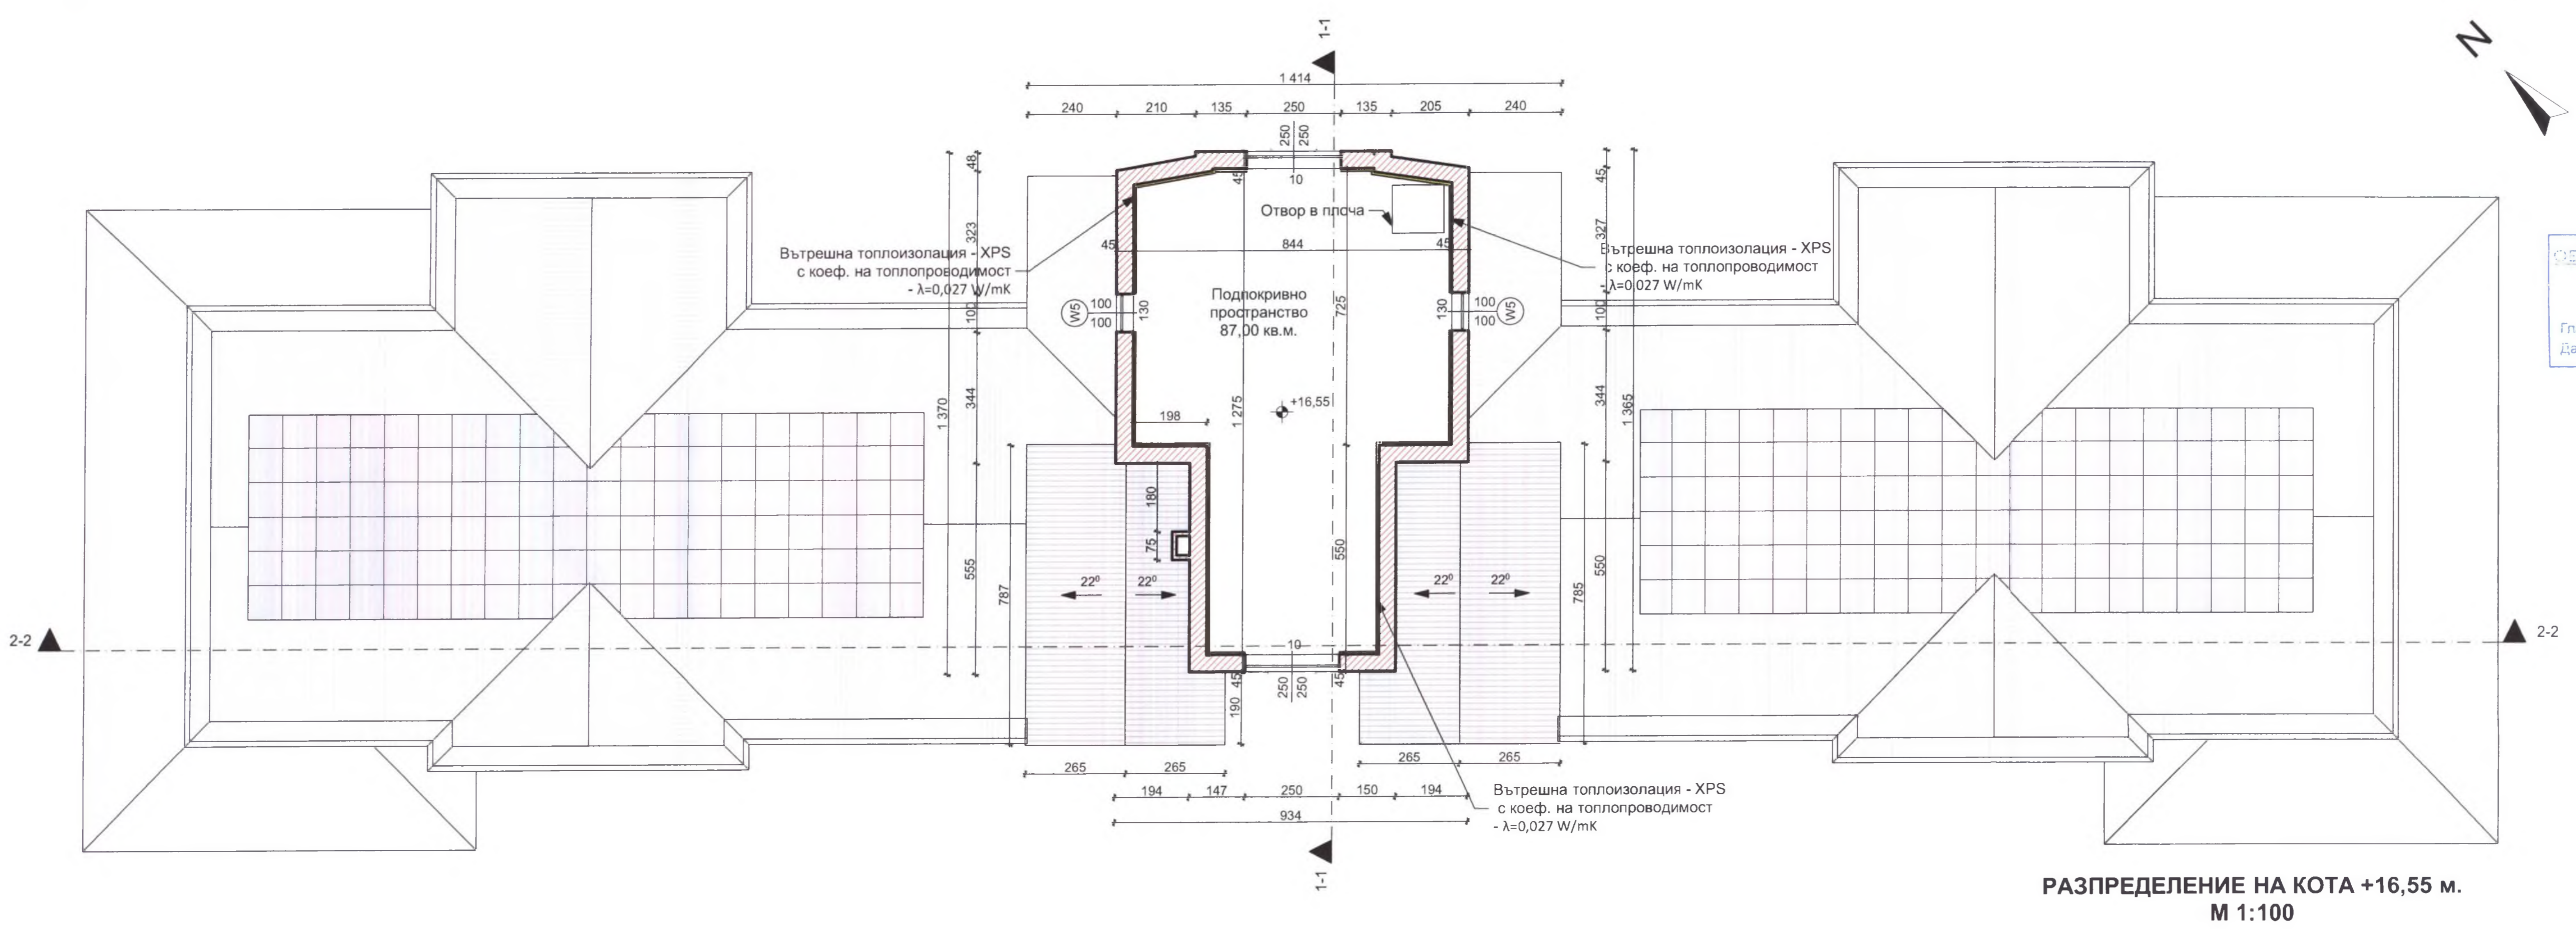 1-1
N
1 414
240 210 135 250 135 205 240
250 250
10
45
48
45
Отвор в плоча
323
327
45 844 45
Вътрешна топлоизолация - XPS
с коеф. на топлопроводимост
- λ=0,027 W/mK
Вътрешна топлоизолация - XPS
с коеф. на топлопроводимост
- λ=0,027 W/mK
Подпокривно
пространство
87,00 кв.м.
W5
100
100
130
725
130
100
100
W5
100
100
Гл
Да
+16,55
1 370
344
198
1 275
344
1 365
180
75
550
555
787
550
785
22⁰ 22⁰
22⁰ 22⁰
2-2
2-2
10
45
250 250
45
190
265 265
265 265
194 147 250 150 194
934
Вътрешна топлоизолация - XPS
с коеф. на топлопроводимост
- λ=0,027 W/mK
1-1
РАЗПРЕДЕЛЕНИЕ НА КОТА +16,55 м.
М 1:100